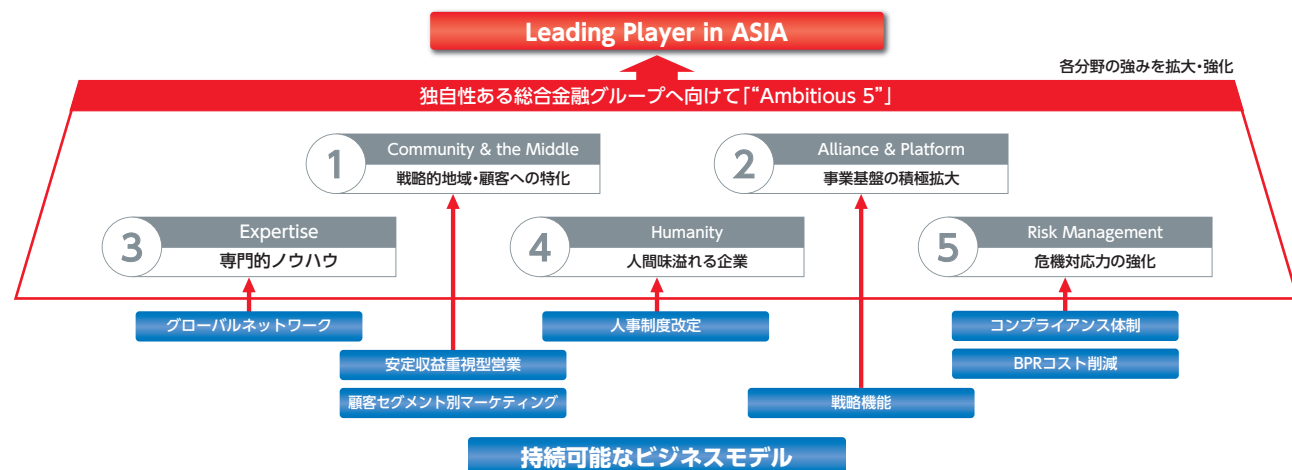 Leading Player in ASIA
各分野の強みを拡大・強化
独自性ある総合金融グループへ向けて「“Ambitious 5”」
1
Community & the Middle
戦略的地域・顧客への特化
2
Alliance & Platform
事業基盤の積極拡大
3
Expertise
専門的ノウハウ
4
Humanity
人間味溢れる企業
5
Risk Management
危機対応力の強化
グローバルネットワーク
人事制度改定
コンプライアンス体制
安定収益重視型営業
BPRコスト削減
顧客セグメント別マーケティング
戦略機能
持続可能なビジネスモデル